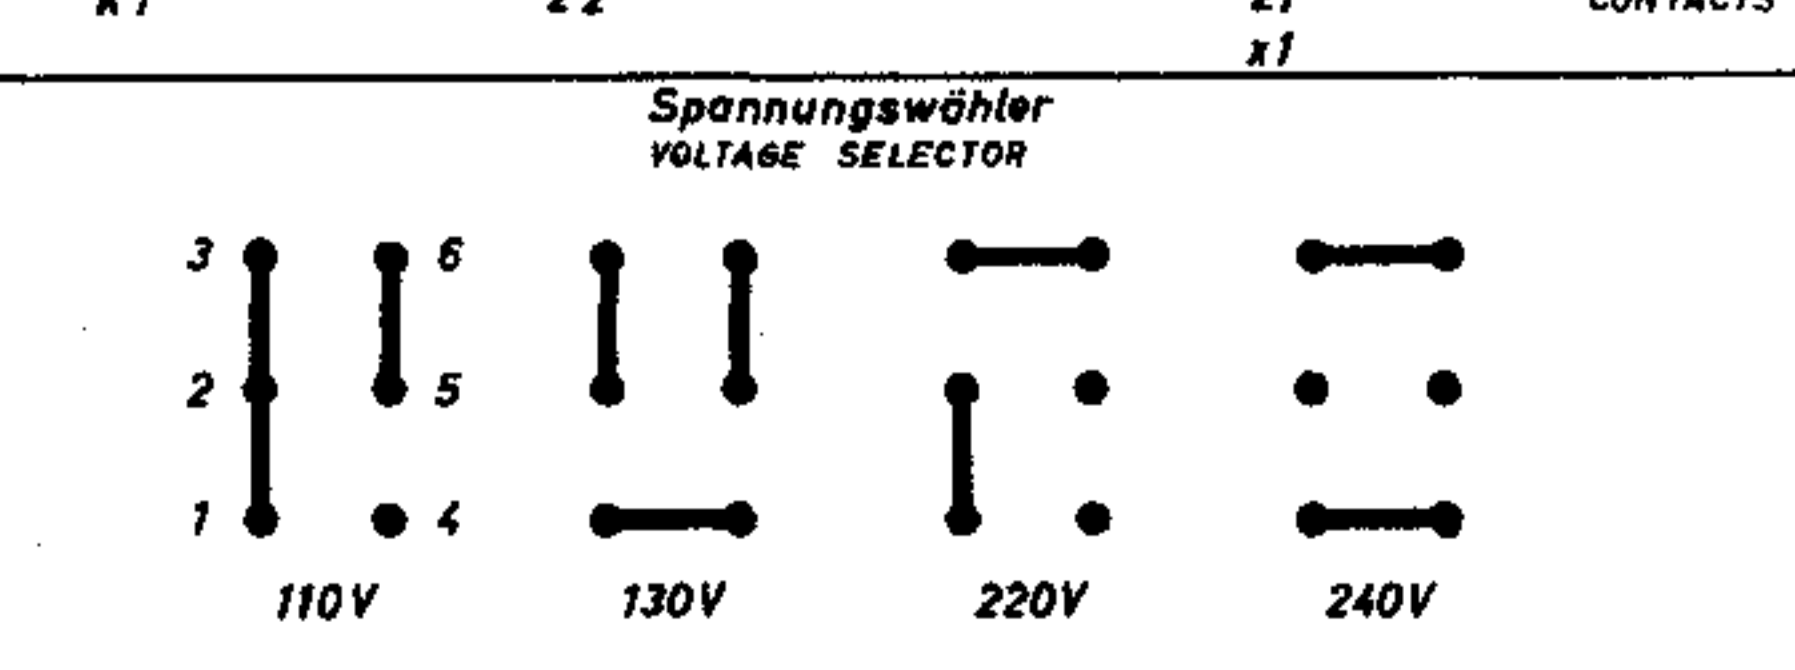 x1
Spannungswähler
VOLTAGE SELECTOR
3 6
2 5
1 4
110V 130V 220V 240V